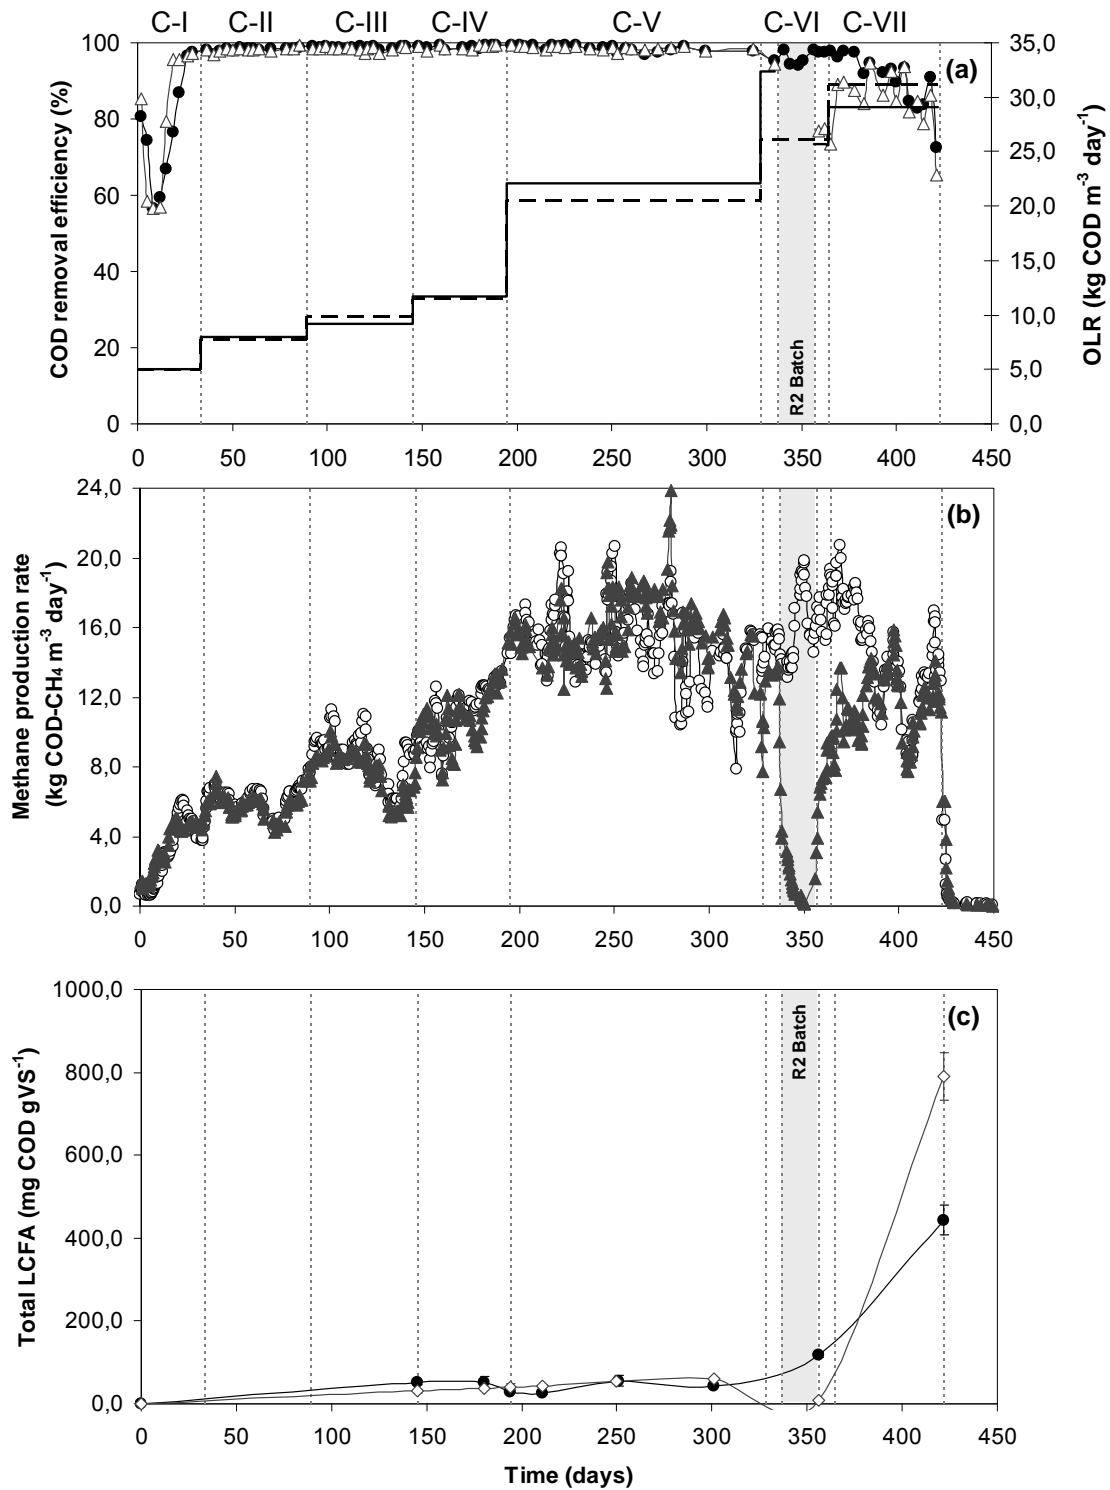 C-I C-II C-III C-IV C-V C-VI C-VII
(a)
COD removal efficiency (%)
100
80
60
40
20
0
35,0
30,0
25,0
20,0
15,0
10,0
5,0
0,0
OLR (kg COD m⁻³ day⁻¹)
R2 Batch
0 50 100 150 200 250 300 350 400 450
(b)
Methane production rate
(kg COD-CH₄ m⁻³ day⁻¹)
24,0
20,0
16,0
12,0
8,0
4,0
0,0
0 50 100 150 200 250 300 350 400 450
(c)
Total LCFA (mg COD gVS⁻¹)
1000,0
800,0
600,0
400,0
200,0
0,0
R2 Batch
0 50 100 150 200 250 300 350 400 450
Time (days)